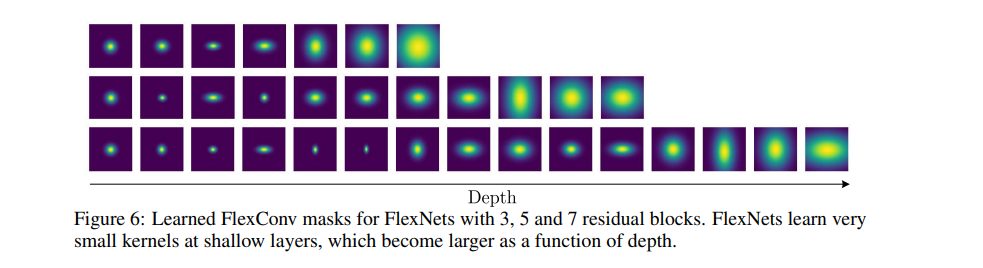 Depth
Figure 6: Learned FlexConv masks for FlexNets with 3, 5 and 7 residual blocks. FlexNets learn very
small kernels at shallow layers, which become larger as a function of depth.